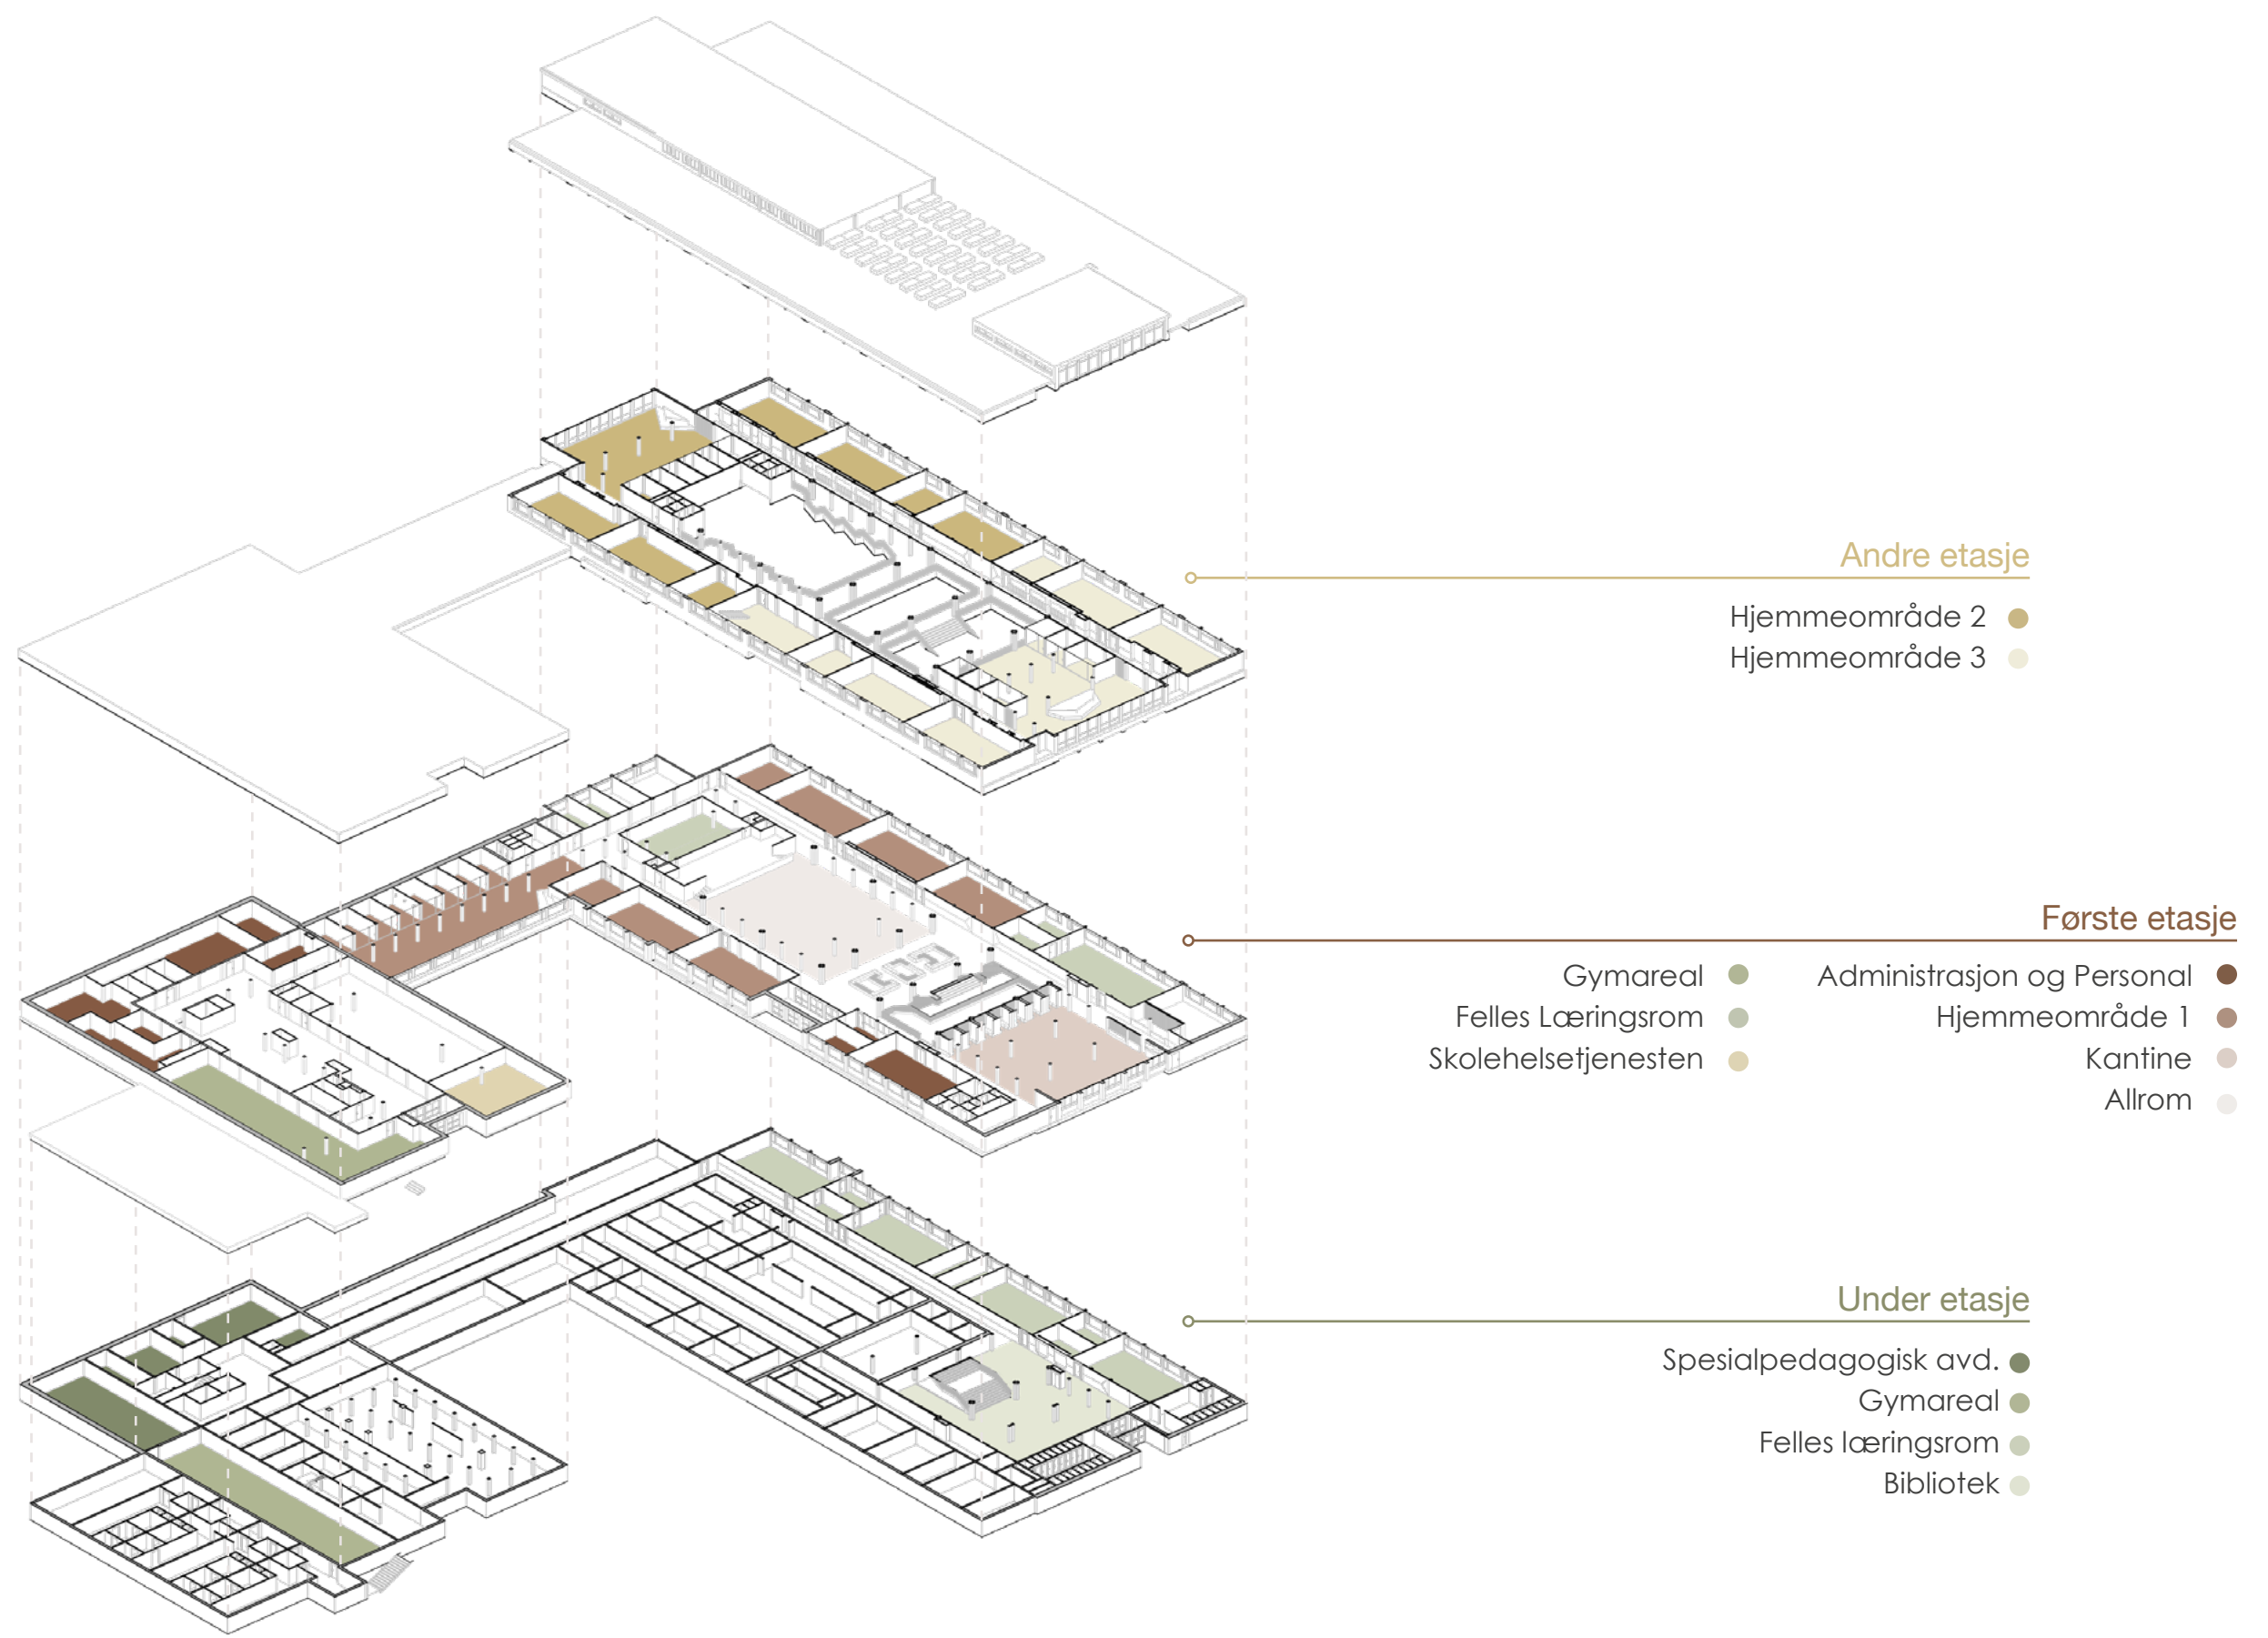 Andre etasje
Hjemmeområde 2
Hjemmeområde 3
Første etasje
Gymareal
Felles Læringsrom
Skolehelsetjenesten
Administrasjon og Personal
Hjemmeområde 1
Kantine
Allrom
Under etasje
Spesialpedagogisk avd.
Gymareal
Felles læringsrom
Bibliotek